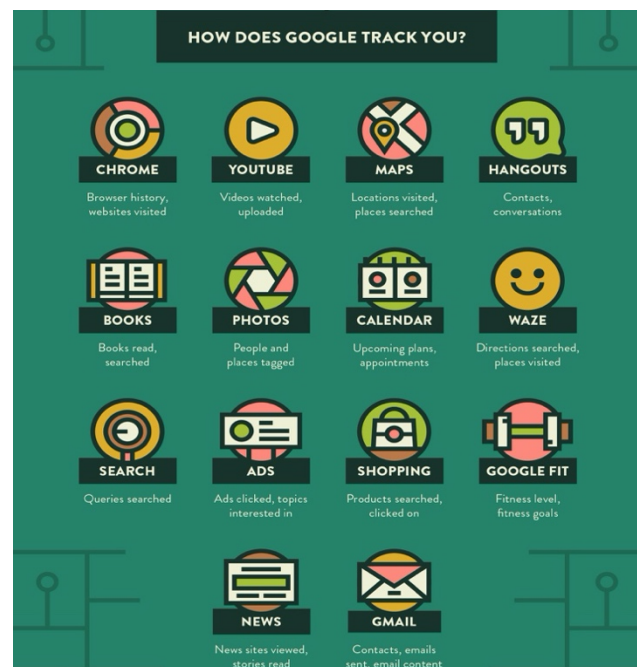 HOW DOES GOOGLE TRACK YOU?
CHROME
Browser history,
websites visited
YOUTUBE
Videos watched,
uploaded
MAPS
Locations visited,
places searched
HANGOUTS
Contacts,
conversations
BOOKS
Books read,
searched
PHOTOS
People and
places tagged
CALENDAR
Upcoming plans,
appointments
WAZE
Directions searched,
places visited
SEARCH
Queries searched
ADS
Ads clicked, topics
interested in
SHOPPING
Products searched,
clicked on
GOOGLE FIT
Fitness level,
fitness goals
NEWS
News sites viewed,
stories read
GMAIL
Contacts, emails
sent, email content